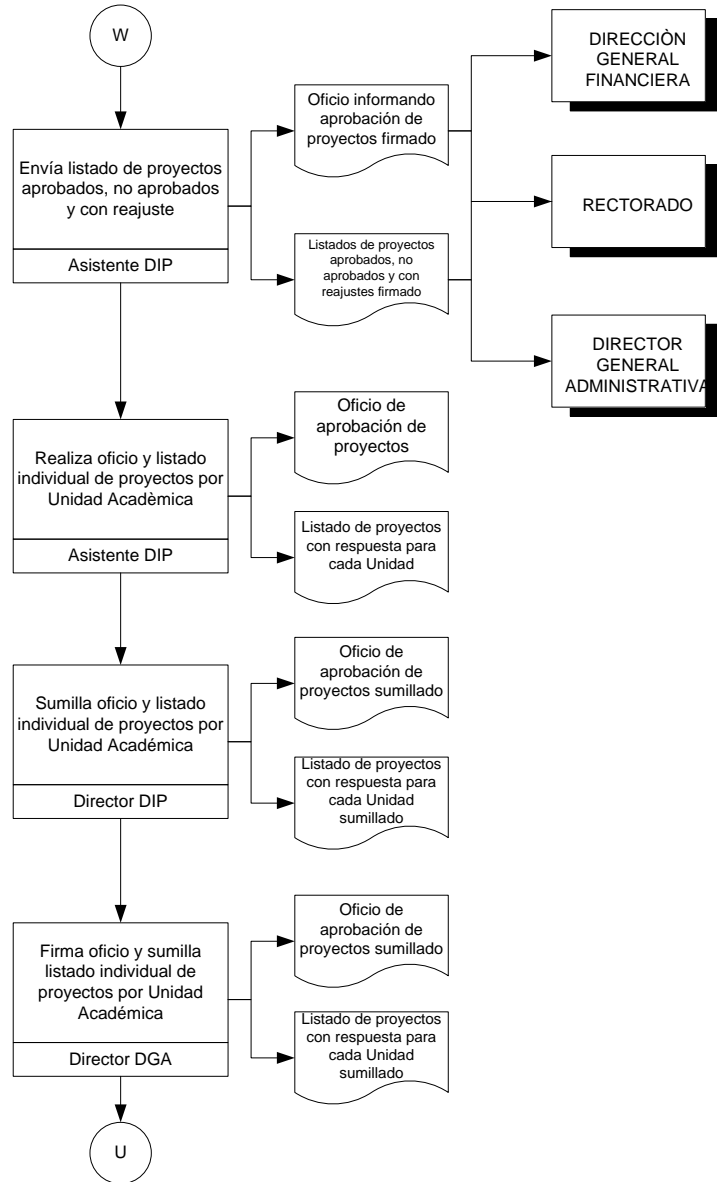 W
Envía listado de proyectos
aprobados, no aprobados
y con reajuste
Asistente DIP
Oficio informando
aprobación de
proyectos firmado
Listados de proyectos
aprobados, no
aprobados y con
reajustes firmado
DIRECCIÒN
GENERAL
FINANCIERA
RECTORADO
DIRECTOR
GENERAL
ADMINISTRATIVA
Realiza oficio y listado
individual de proyectos por
Unidad Acadèmica
Asistente DIP
Oficio de
aprobación de
proyectos
Listado de proyectos
con respuesta para
cada Unidad
Sumilla oficio y listado
individual de proyectos por
Unidad Académica
Director DIP
Oficio de
aprobación de
proyectos sumillado
Listado de proyectos
con respuesta para
cada Unidad
sumillado
Firma oficio y sumilla
listado individual de
proyectos por Unidad
Académica
Director DGA
Oficio de
aprobación de
proyectos sumillado
Listado de proyectos
con respuesta para
cada Unidad
sumillado
U